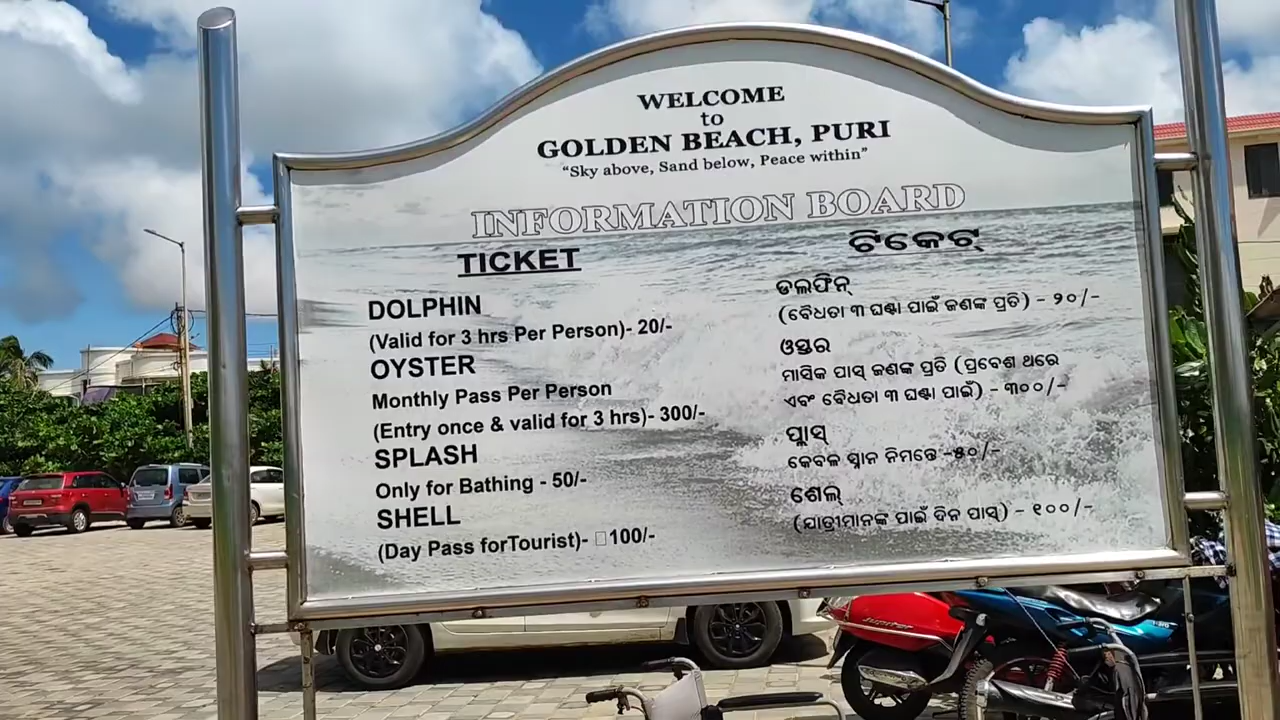 WELCOME
to
GOLDEN BEACH, PURI
“Sky above, Sand below, Peace within”
INFORMATION BOARD
TICKET
DOLPHIN
(Valid for 3 hrs Per Person)- 20/-
OYSTER
Monthly Pass Per Person
(Entry once & valid for 3 hrs)- 300/-
SPLASH
Only for Bathing - 50/-
SHELL
(Day Pass forTourist)- □100/-
ଟିକେଟ୍
ଡଲଫିନ୍
(ବୈଧତା ୩ ଘଣ୍ଟା ପାଇଁ ଜଣଙ୍କ ପ୍ରତି) - ୨୦/-
ଓସ୍ତର
ମାସିକ ପାସ୍ ଜଣଙ୍କ ପ୍ରତି (ପ୍ରବେଶ ଥରେ
ଏବଂ ବୈଧତା ୩ ଘଣ୍ଟା ପାଇଁ) - ୩୦୦/-
ସ୍ପ୍ଲାସ୍
କେବଳ ସ୍ନାନ ନିମନ୍ତେ -୫୦/-
ଶେଲ୍
(ଯାତ୍ରୀମାନଙ୍କ ପାଇଁ ଦିନ ପାସ୍) - ୧୦୦/-
Jupiter